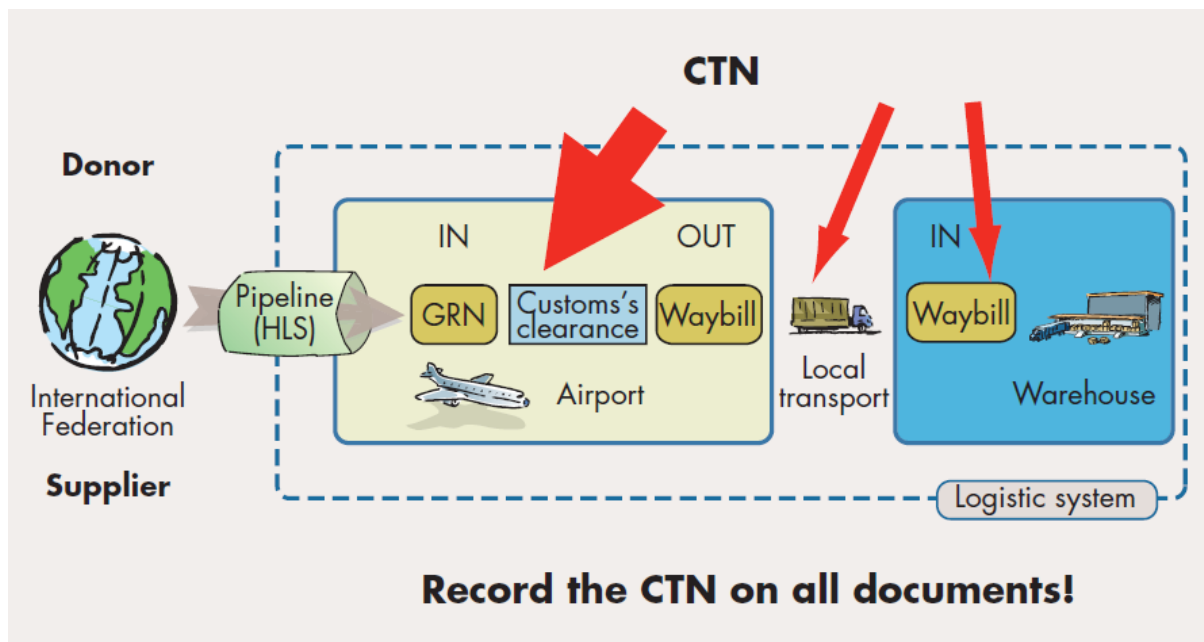 CTN
Donor
IN
OUT
IN
Pipeline
(HLS)
GRN
Customs's
clearance
Waybill
Waybill
International
Federation
Airport
Local
transport
Warehouse
Supplier
Logistic system
Record the CTN on all documents!